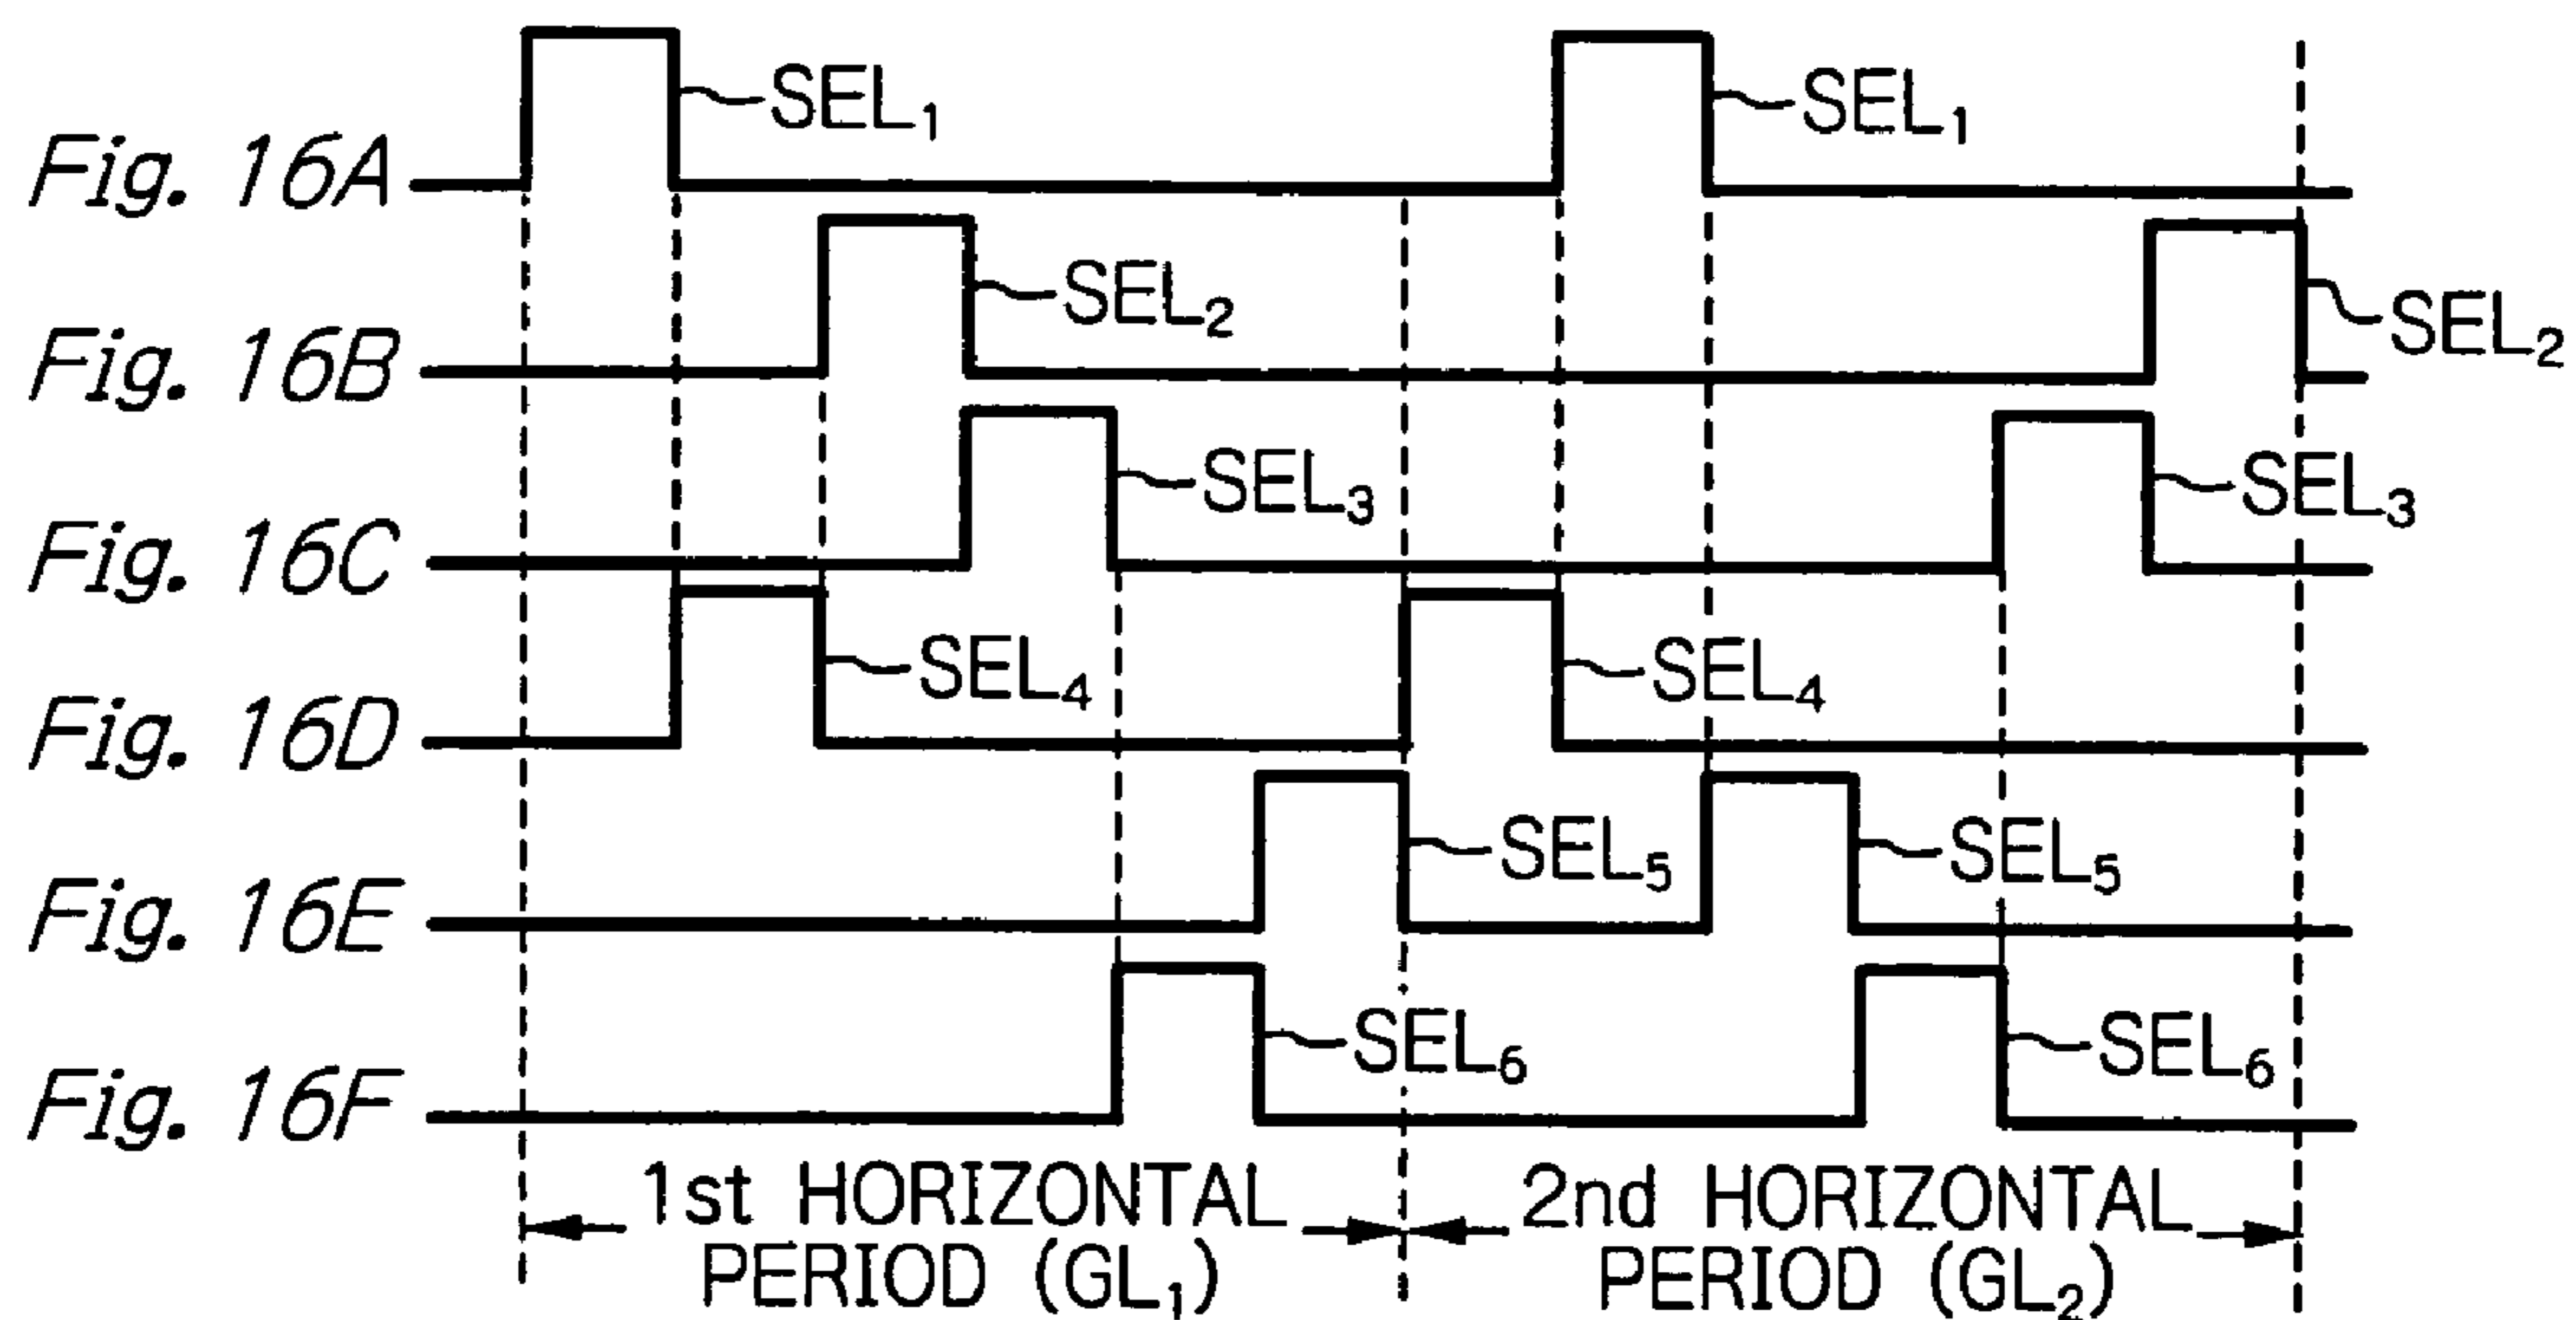 Fig. 16A
SEL1
SEL1
Fig. 16B
SEL2
SEL2
Fig. 16C
SEL3
SEL3
Fig. 16D
SEL4
SEL4
Fig. 16E
SEL5
SEL5
Fig. 16F
SEL6
SEL6
1st HORIZONTAL
PERIOD (GL1)
2nd HORIZONTAL
PERIOD (GL2)